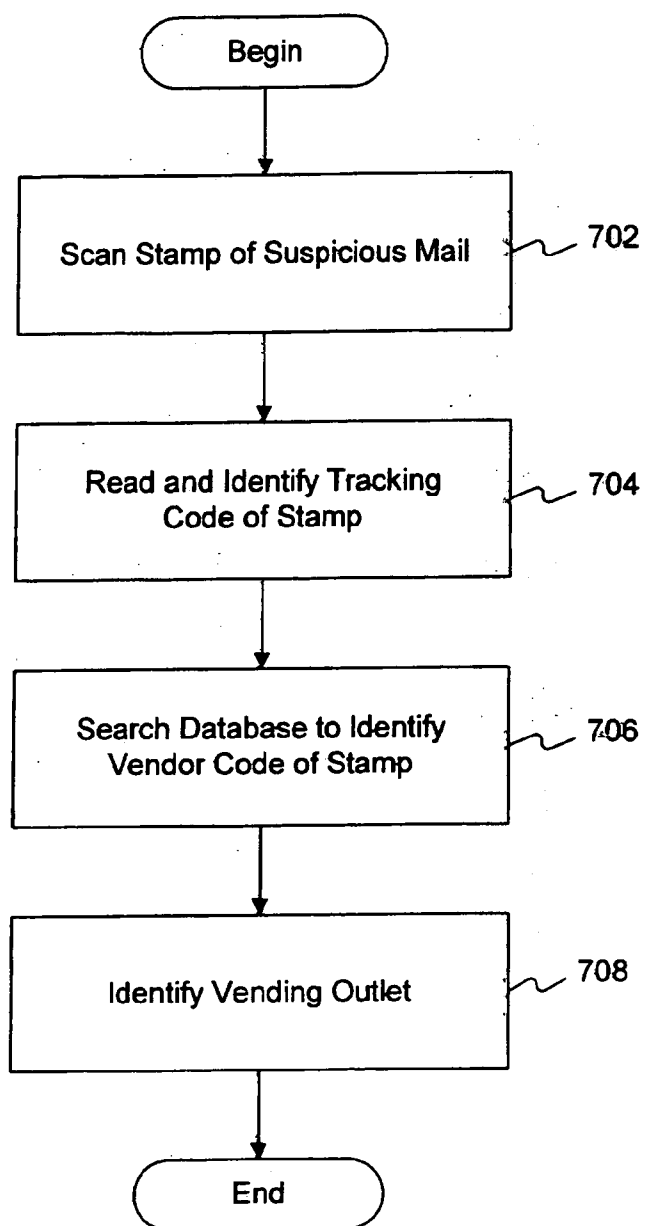 Begin
Scan Stamp of Suspicious Mail
702
Read and Identify Tracking
Code of Stamp
704
Search Database to Identify
Vendor Code of Stamp
706
Identify Vending Outlet
708
End